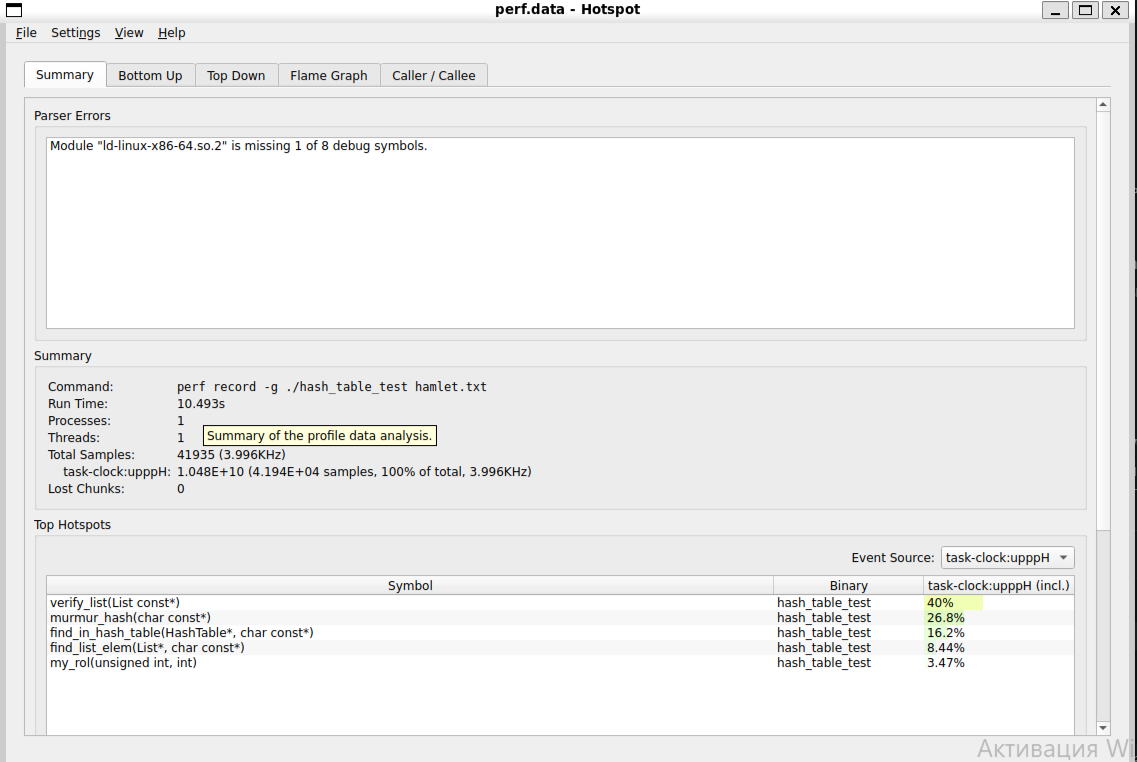 perf.data - Hotspot
File Settings View Help
Summary Bottom Up Top Down Flame Graph Caller / Callee
Parser Errors
Module "ld-linux-x86-64.so.2" is missing 1 of 8 debug symbols.
Summary
Command: perf record -g ./hash_table_test hamlet.txt
Run Time: 10.493s
Processes: 1
Threads: 1
Summary of the profile data analysis.
Total Samples: 41935 (3.996KHz)
task-clock:upppH: 1.048E+10 (4.194E+04 samples, 100% of total, 3.996KHz)
Lost Chunks: 0
Top Hotspots
Event Source: task-clock:upppH
Symbol Binary task-clock:upppH (incl.)
verify_list(List const*) hash_table_test 40%
murmur_hash(char const*) hash_table_test 26.8%
find_in_hash_table(HashTable*, char const*) hash_table_test 16.2%
find_list_elem(List*, char const*) hash_table_test 8.44%
my_rol(unsigned int, int) hash_table_test 3.47%
Активация Wi